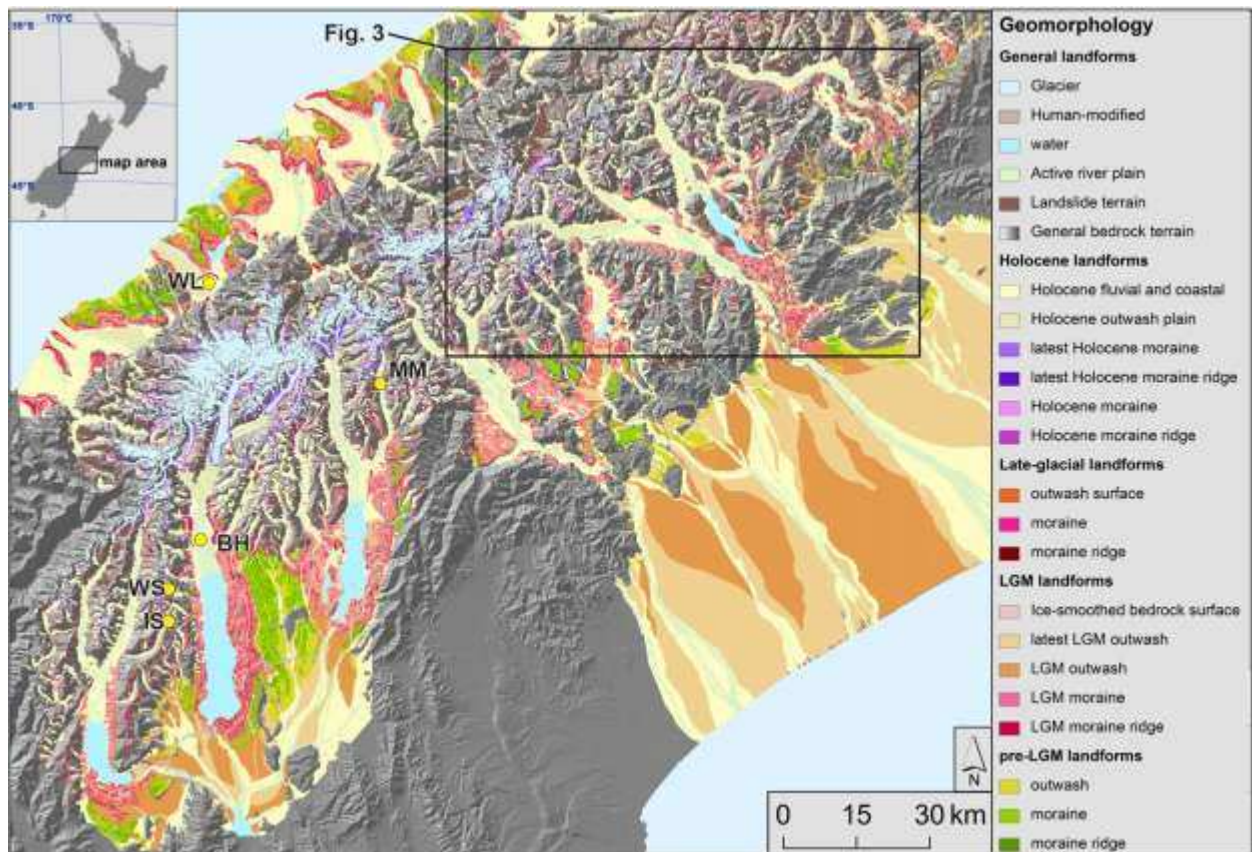 170°C
35°S
40°S
45°S
map area
Fig. 3
WL
MM
BH
WS
IS
N
0 15 30 km
Geomorphology
General landforms
Glacier
Human-modified
water
Active river plain
Landslide terrain
General bedrock terrain
Holocene landforms
Holocene fluvial and coastal
Holocene outwash plain
latest Holocene moraine
latest Holocene moraine ridge
Holocene moraine
Holocene moraine ridge
Late-glacial landforms
outwash surface
moraine
moraine ridge
LGM landforms
Ice-smoothed bedrock surface
latest LGM outwash
LGM outwash
LGM moraine
LGM moraine ridge
pre-LGM landforms
outwash
moraine
moraine ridge